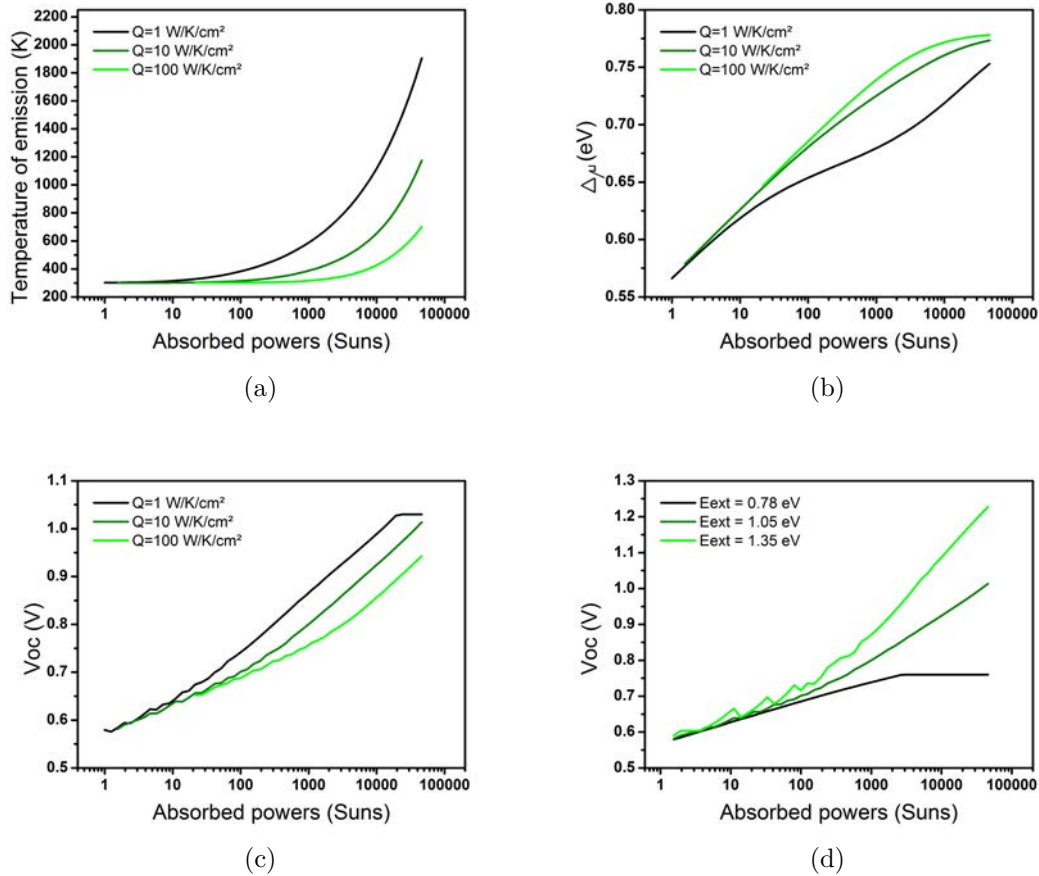 2200
2000
1800
1600
1400
1200
1000
800
600
400
200
Temperature of emission (K)
Q=1 W/K/cm²
Q=10 W/K/cm²
Q=100 W/K/cm²
1 10 100 1000 10000 100000
Absorbed powers (Suns)
(a)
0.80
0.75
0.70
0.65
0.60
0.55
Δμ (eV)
Q=1 W/K/cm²
Q=10 W/K/cm²
Q=100 W/K/cm²
1 10 100 1000 10000 100000
Absorbed powers (Suns)
(b)
1.1
1.0
0.9
0.8
0.7
0.6
0.5
Voc (V)
Q=1 W/K/cm²
Q=10 W/K/cm²
Q=100 W/K/cm²
1 10 100 1000 10000 100000
Absorbed powers (Suns)
(c)
1.3
1.2
1.1
1.0
0.9
0.8
0.7
0.6
0.5
Voc (V)
Eext = 0.78 eV
Eext = 1.05 eV
Eext = 1.35 eV
1 10 100 1000 10000 100000
Absorbed powers (Suns)
(d)